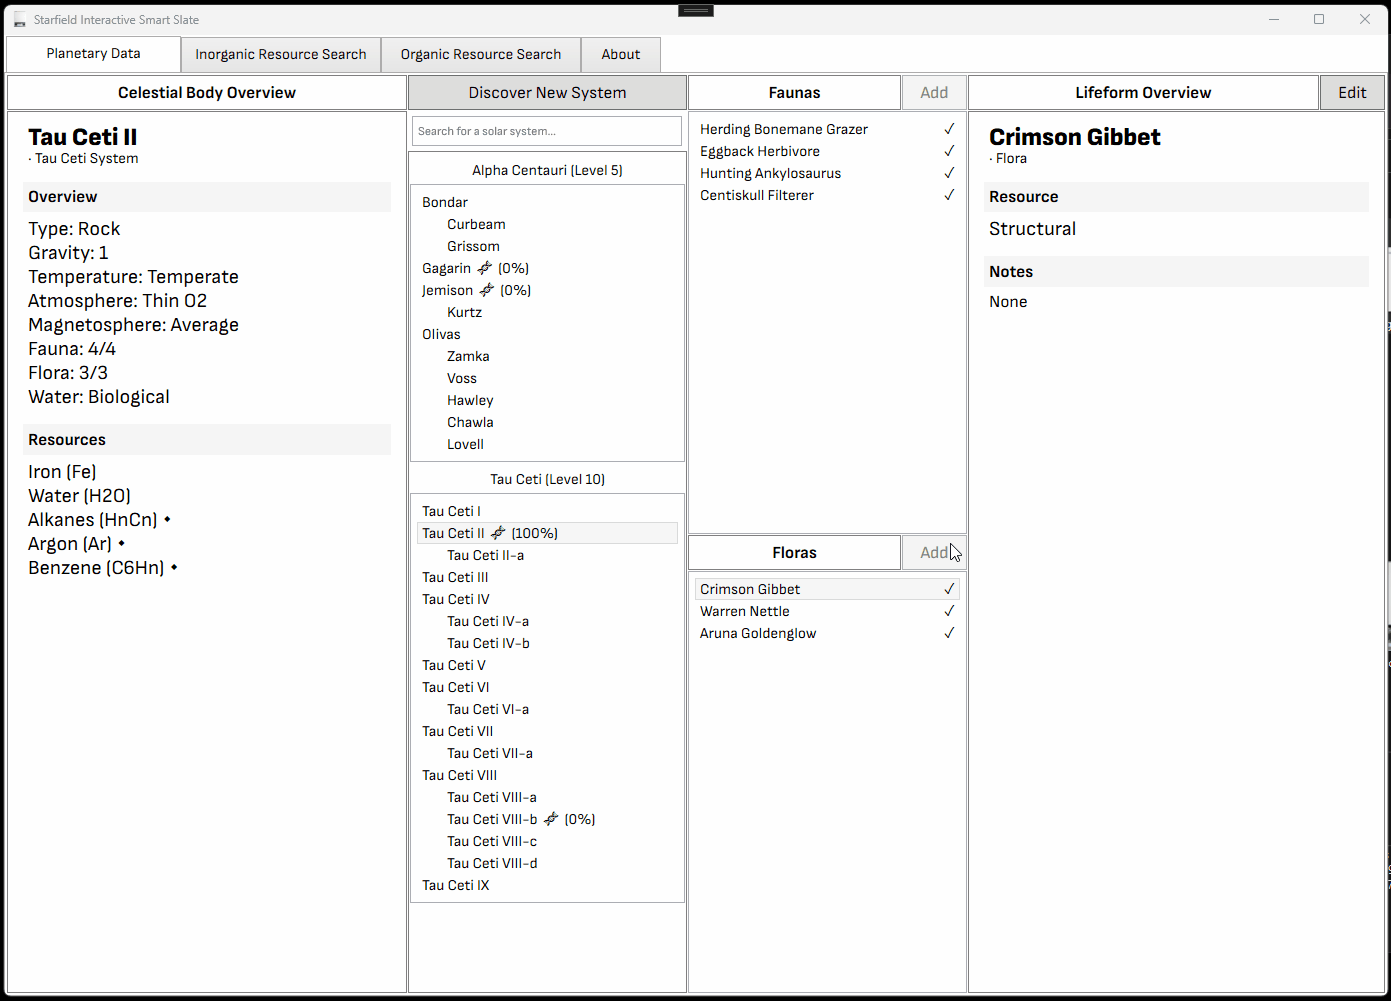 Starfield Interactive Smart Slate
Planetary Data
Inorganic Resource Search
Organic Resource Search
About
Celestial Body Overview
Tau Ceti II
· Tau Ceti System
Overview
Type: Rock
Gravity: 1
Temperature: Temperate
Atmosphere: Thin O2
Magnetosphere: Average
Fauna: 4/4
Flora: 3/3
Water: Biological
Resources
Iron (Fe)
Water (H2O)
Alkanes (HnCn) ⬥
Argon (Ar) ⬥
Benzene (C6Hn) ⬥
Discover New System
Search for a solar system...
Alpha Centauri (Level 5)
Bondar
Curbeam
Grissom
Gagarin (0%)
Jemison (0%)
Kurtz
Olivas
Zamka
Voss
Hawley
Chawla
Lovell
Tau Ceti (Level 10)
Tau Ceti I
Tau Ceti II (100%)
Tau Ceti II-a
Tau Ceti III
Tau Ceti IV
Tau Ceti IV-a
Tau Ceti IV-b
Tau Ceti V
Tau Ceti VI
Tau Ceti VI-a
Tau Ceti VII
Tau Ceti VII-a
Tau Ceti VIII
Tau Ceti VIII-a
Tau Ceti VIII-b (0%)
Tau Ceti VIII-c
Tau Ceti VIII-d
Tau Ceti IX
Faunas
Add
Herding Bonemane Grazer ✓
Eggback Herbivore ✓
Hunting Ankylosaurus ✓
Centiskull Filterer ✓
Floras
Add
Crimson Gibbet ✓
Warren Nettle ✓
Aruna Goldenglow ✓
Lifeform Overview
Edit
Crimson Gibbet
· Flora
Resource
Structural
Notes
None